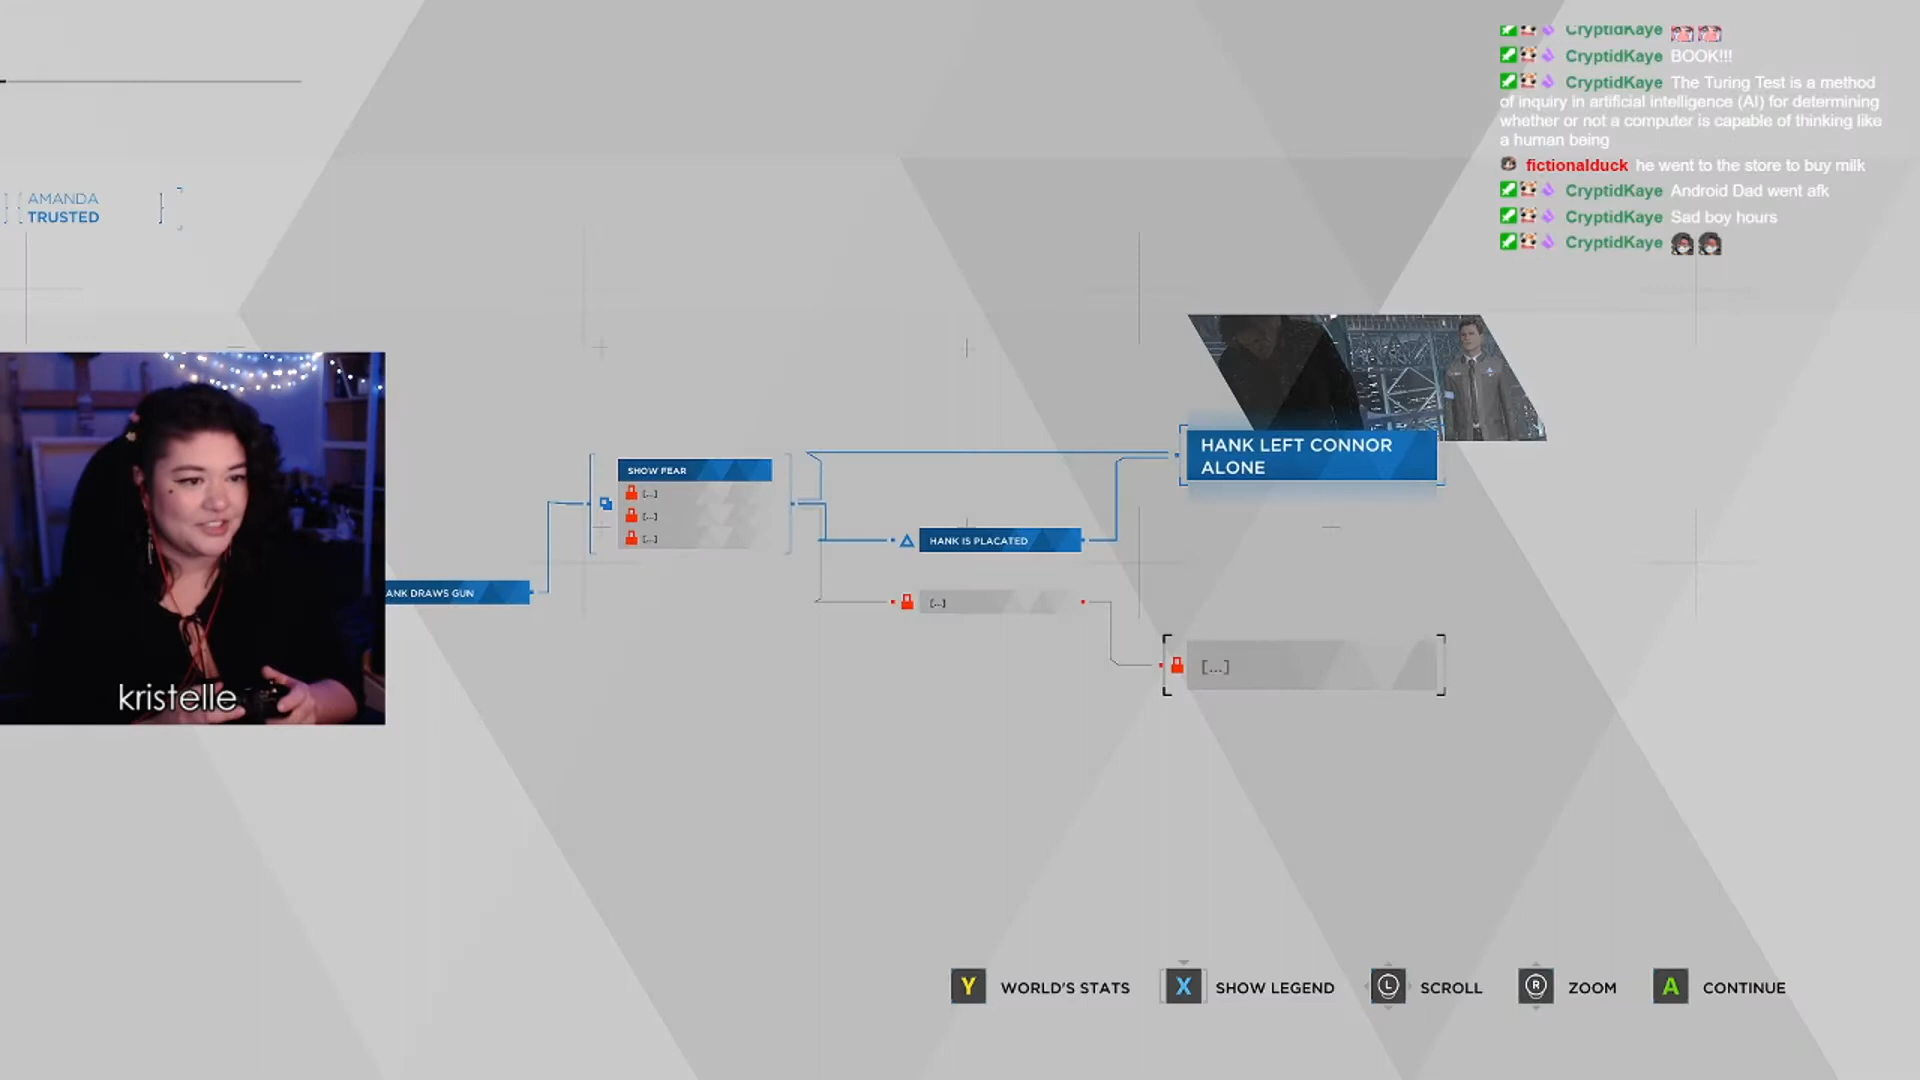 CryptidKaye
CryptidKaye BOOK!!!
CryptidKaye The Turing Test is a method
of inquiry in artificial intelligence (AI) for determining
whether or not a computer is capable of thinking like
a human being
fictionalduck he went to the store to buy milk
CryptidKaye Android Dad went afk
CryptidKaye Sad boy hours
CryptidKaye
AMANDA
TRUSTED
HANK LEFT CONNOR
ALONE
SHOW FEAR
[...]
[...]
[...]
HANK IS PLACATED
ANK DRAWS GUN
[...]
[...]
kristelle
Y WORLD'S STATS X SHOW LEGEND L SCROLL R ZOOM A CONTINUE